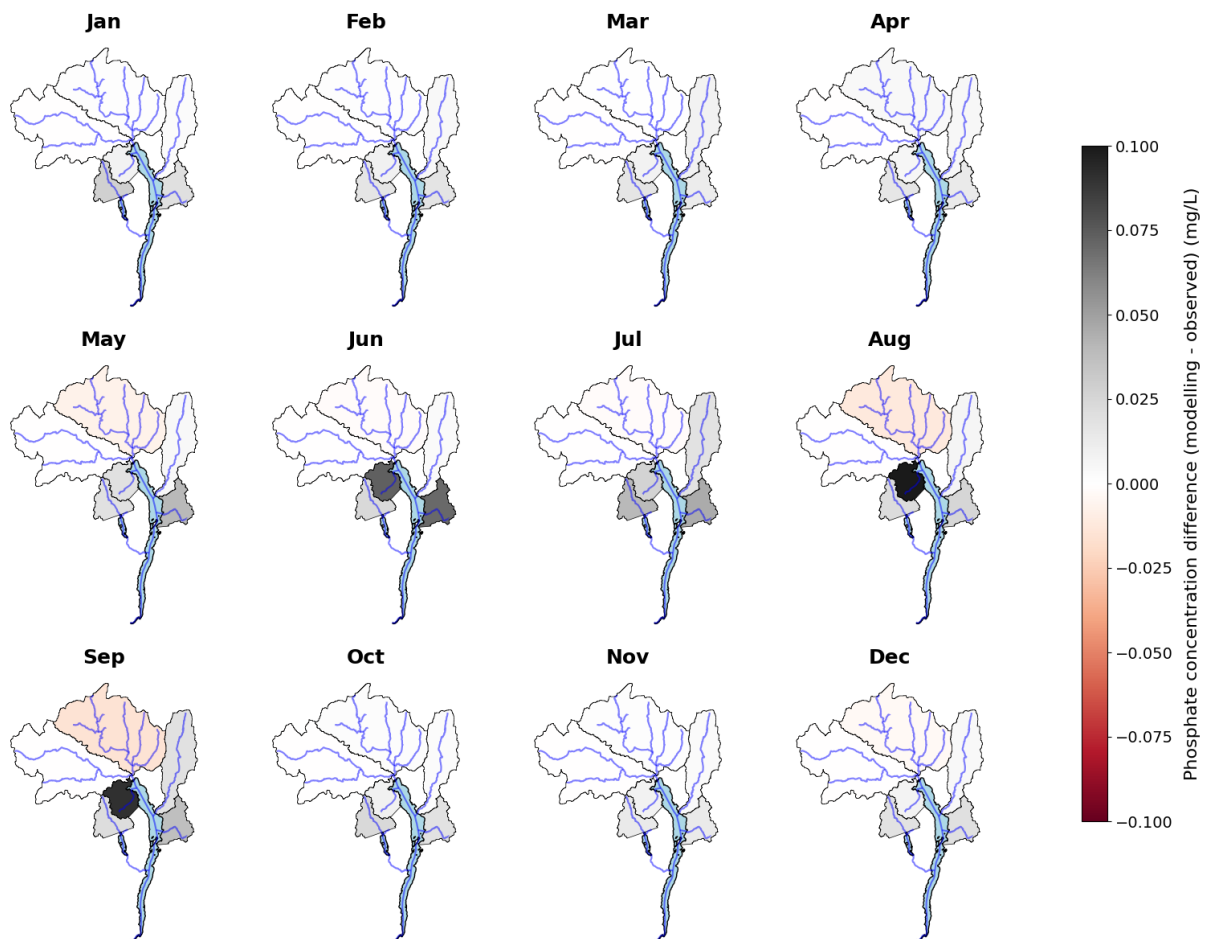 Jan
Feb
Mar
Apr
May
Jun
Jul
Aug
Sep
Oct
Nov
Dec
0.100
0.075
0.050
0.025
0.000
−0.025
−0.050
−0.075
−0.100
Phosphate concentration difference (modelling - observed) (mg/L)